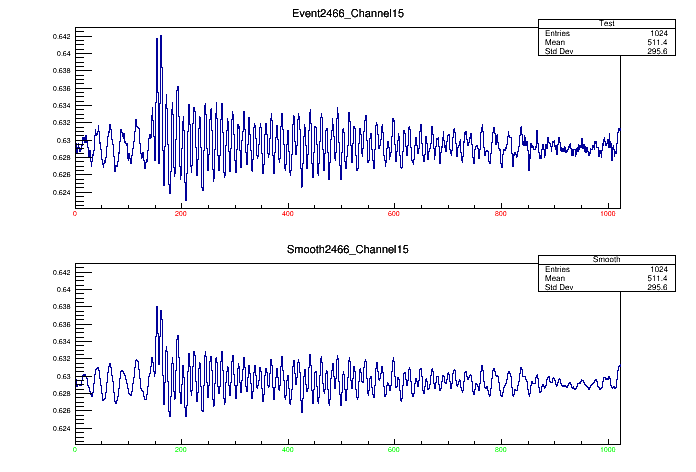 Event2466_Channel15
Test
Entries 1024
Mean 511.4
Std Dev 295.6
0.642
0.64
0.638
0.636
0.634
0.632
0.63
0.628
0.626
0.624
0 200 400 600 800 1000
Smooth2466_Channel15
Smooth
Entries 1024
Mean 511.4
Std Dev 295.6
0.642
0.64
0.638
0.636
0.634
0.632
0.63
0.628
0.626
0.624
0 200 400 600 800 1000